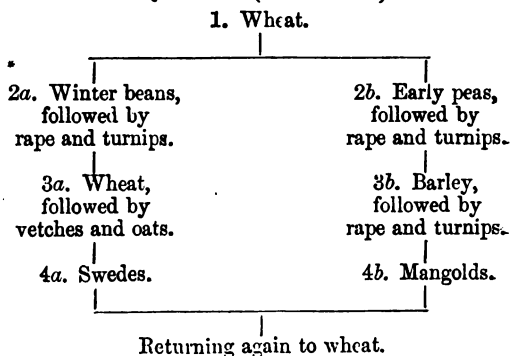 1. Wheat.
2a. Winter beans,
followed by
rape and turnips.
2b. Early peas,
followed by
rape and turnips.
3a. Wheat,
followed by
vetches and oats.
3b. Barley,
followed by
rape and turnips.
4a. Swedes.
4b. Mangolds.
Returning again to wheat.